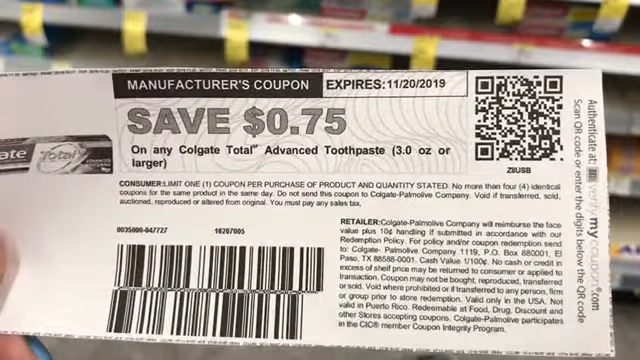 MANUFACTURER'S COUPON EXPIRES: 11/20/2019
SAVE $0.75
On any Colgate Total Advanced Toothpaste (3.0 oz or
larger)
ate Total
ZIIUSB
CONSUMER:LIMIT ONE (1) COUPON PER PURCHASE OF PRODUCT AND QUANTITY STATED. No more than four (4) identical
coupons for the same product in the same day. Do not send this coupon to Colgate-Palmolive Company. Void if transferred, sold,
auctioned, reproduced or altered from original. You must pay any sales tax.
0035000-047727 16207005
RETAILER:Colgate-Palmolive Company will reimburse the face
value plus 10¢ handling if submitted in accordance with our
Redemption Policy. For policy and/or coupon redemption send
to: Colgate- Palmolive Company 1119, P.O. Box 880001, El
Paso, TX 88588-0001. Cash Value 1/100¢. No cash or credit in
excess of shelf price may be returned to consumer or applied to
transaction. Coupon may not be bought, reproduced, transferred
or sold. Void where prohibited or if transferred to any person, firm
or group prior to store redemption. Valid only in the USA. Not
valid in Puerto Rico. Redeemable at Food, Drug, Discount and
Other Stores accepting coupons. Colgate-Palmolive participates
in the CIC® member Coupon Integrity Program.
Authenticate at: verifymycoupon.com
Scan QR code or enter the digits below the QR code